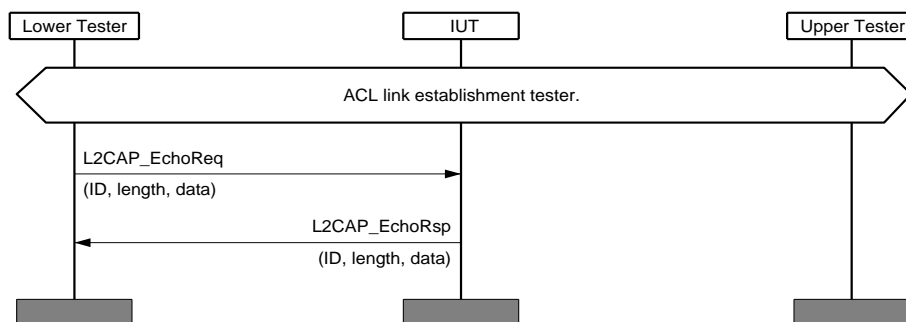 Lower Tester
IUT
Upper Tester
ACL link establishment tester.
L2CAP_EchoReq
(ID, length, data)
L2CAP_EchoRsp
(ID, length, data)